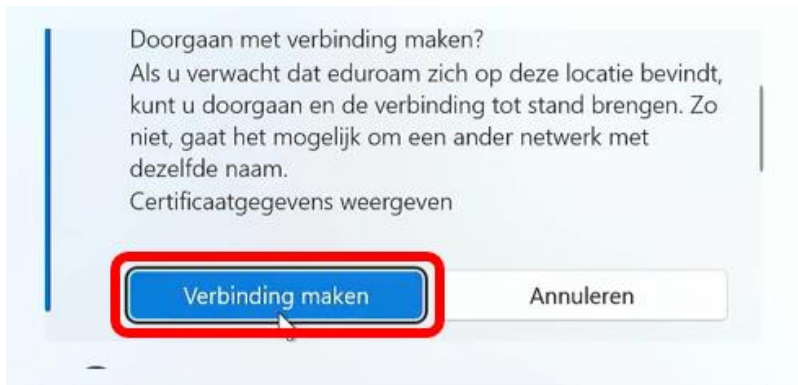 Doorgaan met verbinding maken?
Als u verwacht dat eduroam zich op deze locatie bevindt,
kunt u doorgaan en de verbinding tot stand brengen. Zo
niet, gaat het mogelijk om een ander netwerk met
dezelfde naam.
Certificaatgegevens weergeven
Verbinding maken
Annuleren